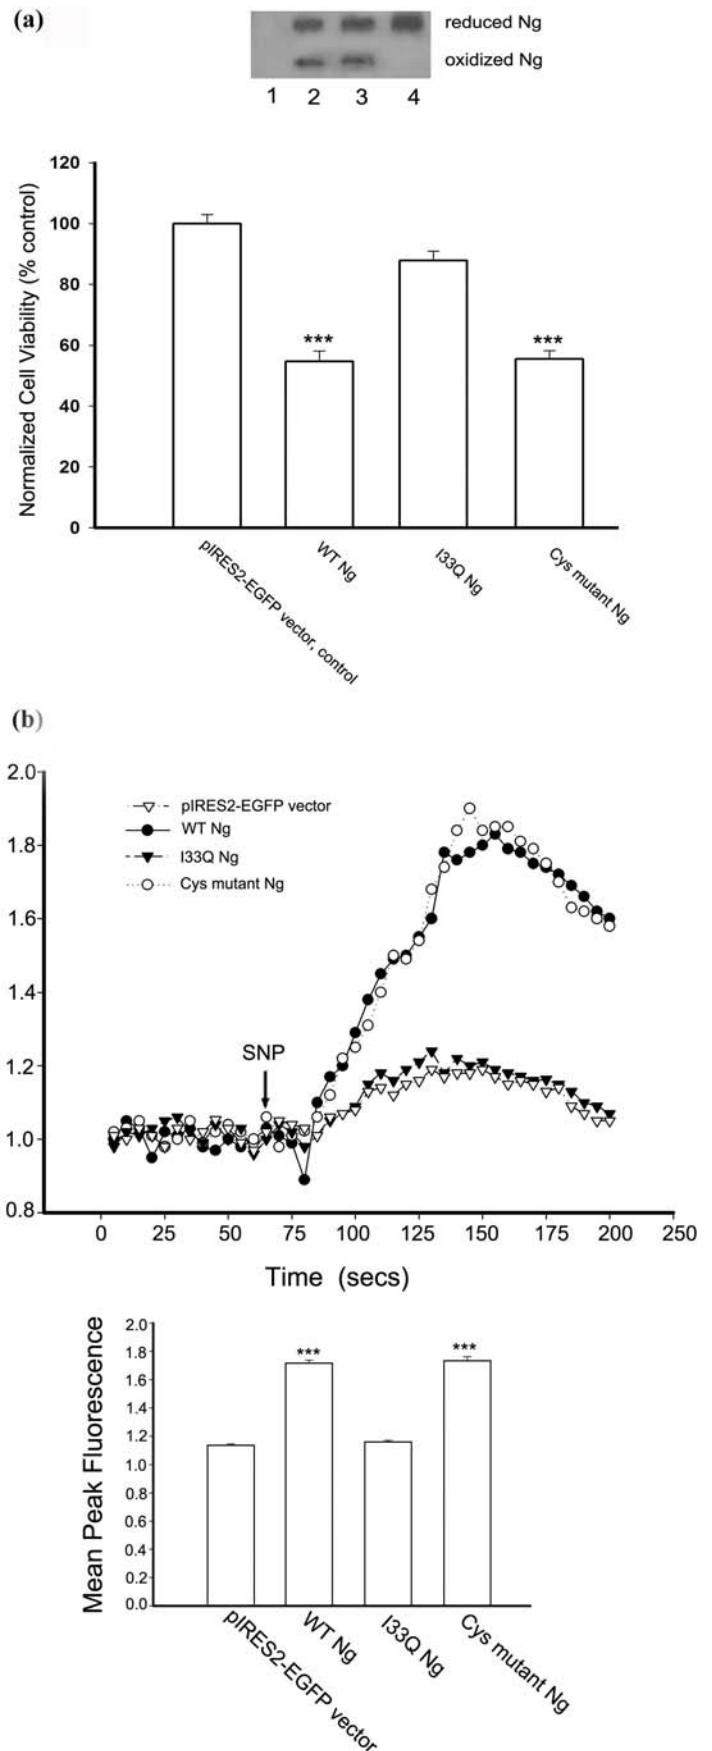 (a)
reduced Ng
oxidized Ng
1 2 3 4
Normalized Cell Viability (% control)
120
100
80
60
40
20
0
***
***
pIRES2-EGFP vector, control
WT Ng
I33Q Ng
Cys mutant Ng
(b)
2.0
1.8
1.6
1.4
1.2
1.0
0.8
pIRES2-EGFP vector
WT Ng
I33Q Ng
Cys mutant Ng
SNP
0 25 50 75 100 125 150 175 200 225 250
Time (secs)
Mean Peak Fluorescence
2.0
1.8
1.6
1.4
1.2
1.0
0.8
0.6
0.4
0.2
0.0
***
***
pIRES2-EGFP vector
WT Ng
I33Q Ng
Cys mutant Ng